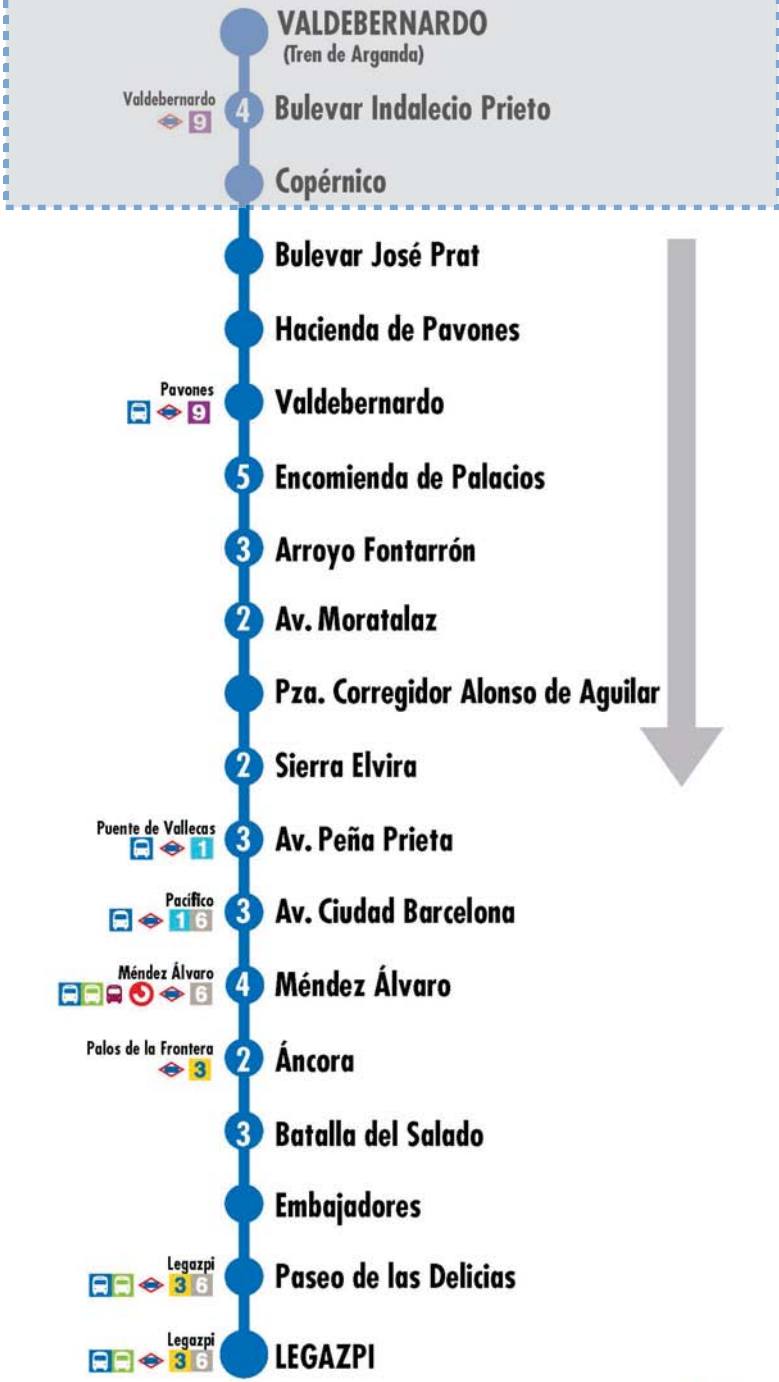 VALDEBERNARDO
(Tren de Arganda)
Valdebernardo
9
4 Bulevar Indalecio Prieto
Copérnico
Bulevar José Prat
Hacienda de Pavones
Pavones
9
Valdebernardo
5 Encomienda de Palacios
3 Arroyo Fontarrón
2 Av. Moratalaz
Pza. Corregidor Alonso de Aguilar
2 Sierra Elvira
Puente de Vallecas
1
3 Av. Peña Prieta
Pacífico
1 6
3 Av. Ciudad Barcelona
Méndez Álvaro
6
4 Méndez Álvaro
Palos de la Frontera
3
2 Áncora
3 Batalla del Salado
Embajadores
Legazpi
3 6
Paseo de las Delicias
Legazpi
3 6
LEGAZPI